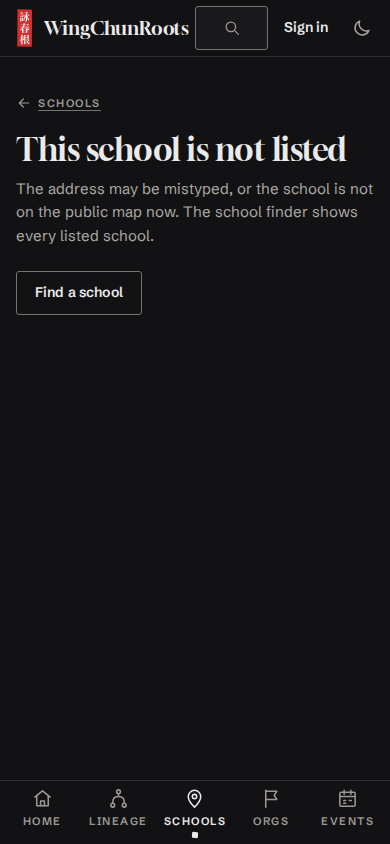 詠春根
WingChunRoots
Sign in
SCHOOLS
This school is not listed
The address may be mistyped, or the school is not
on the public map now. The school finder shows
every listed school.
Find a school
HOME
LINEAGE
SCHOOLS
ORGS
EVENTS